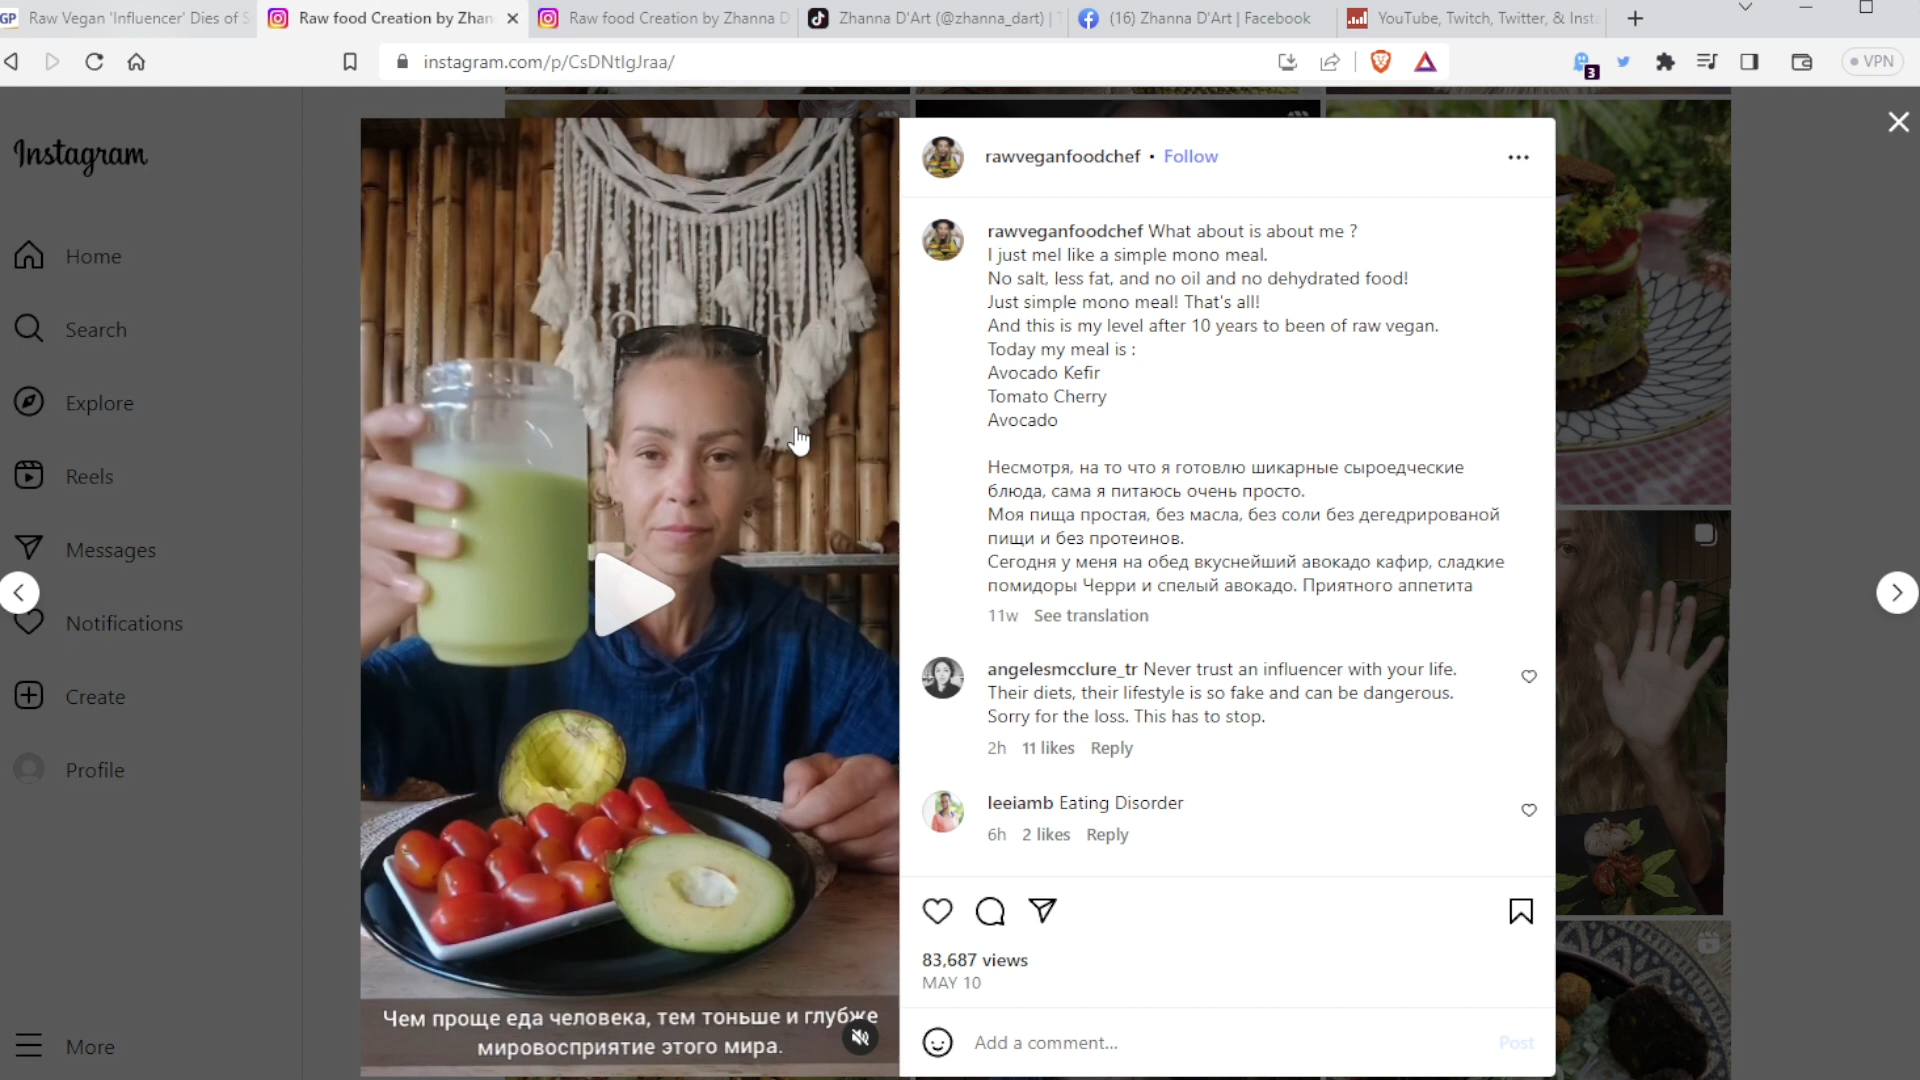 GP Raw Vegan 'Influencer' Dies of S
Raw food Creation by Zhan
Raw food Creation by Zhanna D
Zhanna D'Art (@zhanna_dart) | T
(16) Zhanna D'Art | Facebook
YouTube, Twitch, Twitter, & Inst
instagram.com/p/CsDNtlgJraa/
3
VPN
Instagram
Home
Search
Explore
Reels
Messages
Notifications
Create
Profile
More
Чем проще еда человека, тем тоньше и глубже
мировосприятие этого мира.
rawveganfoodchef • Follow
rawveganfoodchef What about is about me ?
I just mel like a simple mono meal.
No salt, less fat, and no oil and no dehydrated food!
Just simple mono meal! That's all!
And this is my level after 10 years to been of raw vegan.
Today my meal is :
Avocado Kefir
Tomato Cherry
Avocado
Несмотря, на то что я готовлю шикарные сыроедческие
блюда, сама я питаюсь очень просто.
Моя пища простая, без масла, без соли без дегедрированой
пищи и без протеинов.
Сегодня у меня на обед вкуснейший авокадо кафир, сладкие
помидоры Черри и спелый авокадо. Приятного аппетита
11w See translation
angelesmcclure_tr Never trust an influencer with your life.
Their diets, their lifestyle is so fake and can be dangerous.
Sorry for the loss. This has to stop.
2h 11 likes Reply
leeiamb Eating Disorder
6h 2 likes Reply
83,687 views
MAY 10
Add a comment...
Post